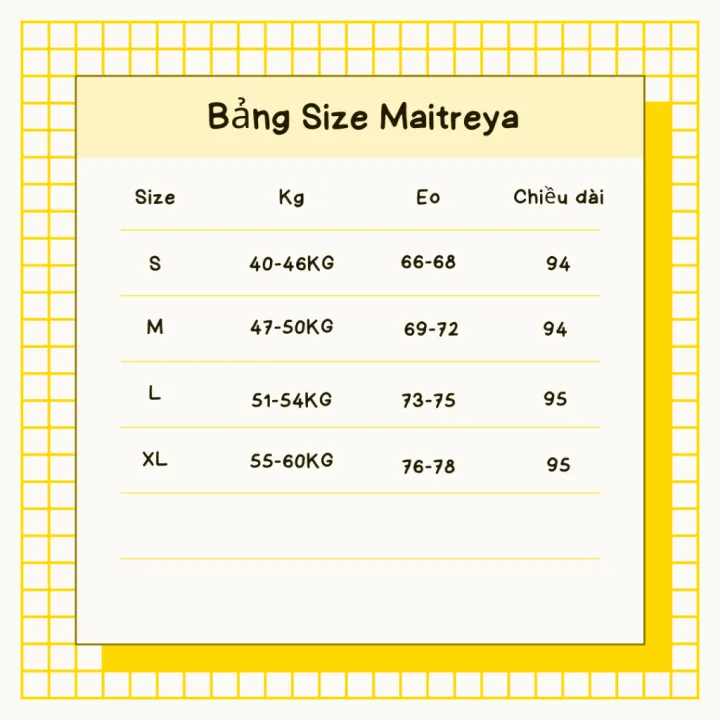 Bảng Size Maitreya
Size Kg Eo Chiều dài
S 40-46KG 66-68 94
M 47-50KG 69-72 94
L 51-54KG 73-75 95
XL 55-60KG 76-78 95